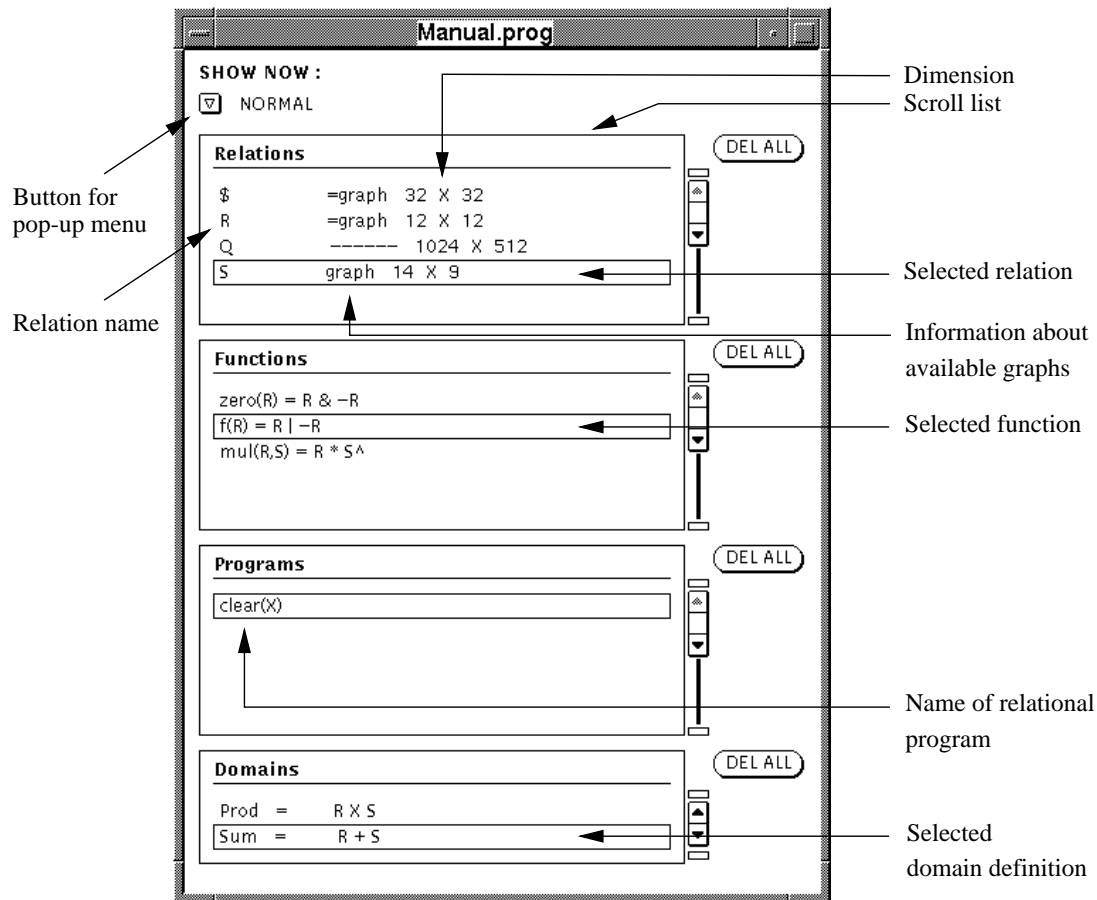 Manual.prog
SHOW NOW :
NORMAL
Dimension
Scroll list
Relations
DEL ALL
$ =graph 32 X 32
R =graph 12 X 12
Q ------ 1024 X 512
S graph 14 X 9
Button for
pop-up menu
Relation name
Selected relation
Information about
available graphs
Functions
DEL ALL
zero(R) = R & -R
f(R) = R | -R
mul(R,S) = R * S^
Selected function
Programs
DEL ALL
clear(X)
Name of relational
program
Domains
DEL ALL
Prod = R X S
Sum = R + S
Selected
domain definition